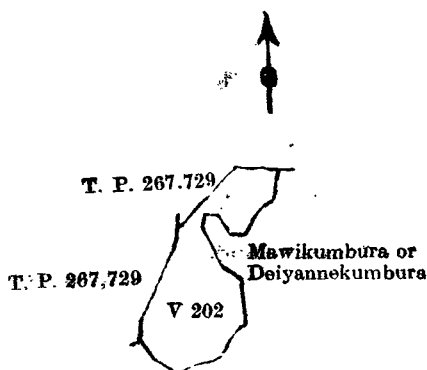 T. P. 267.729
Mawikumbura or
Deiyannekumbura
T. P. 267,729
V 202